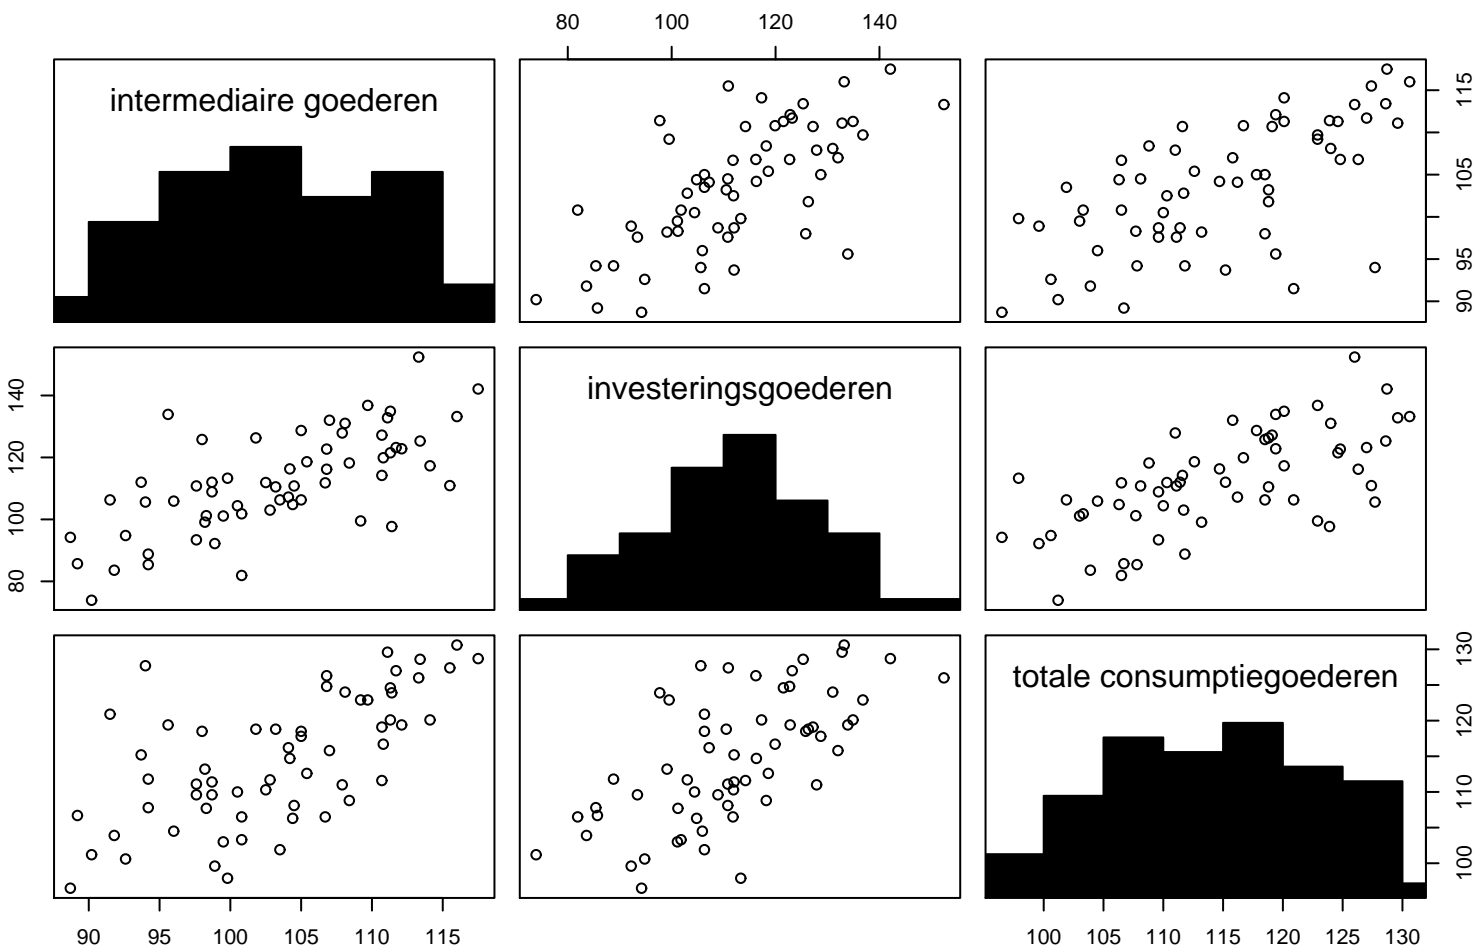 80 100 120 140
intermediaire goederen
90 95 105 115
80 100 120 140
investeringsgoederen
totale consumptiegoederen
100 110 120 130
90 95 100 105 110 115
100 105 110 115 120 125 130